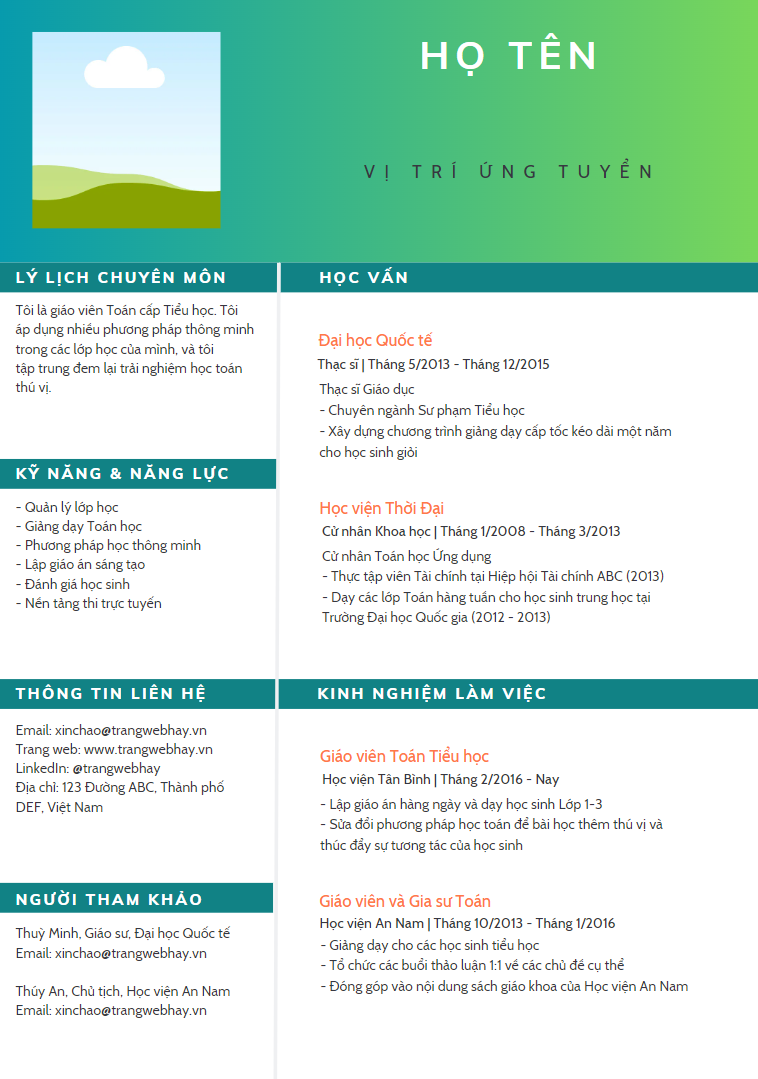 HỌ TÊN
VỊ TRÍ ỨNG TUYỂN
LÝ LỊCH CHUYÊN MÔN
Tôi là giáo viên Toán cấp Tiểu học. Tôi
áp dụng nhiều phương pháp thông minh
trong các lớp học của mình, và tôi
tập trung đem lại trải nghiệm học toán
thú vị.
KỸ NĂNG & NĂNG LỰC
- Quản lý lớp học
- Giảng dạy Toán học
- Phương pháp học thông minh
- Lập giáo án sáng tạo
- Đánh giá học sinh
- Nền tảng thi trực tuyến
THÔNG TIN LIÊN HỆ
Email: xinchao@trangwebhay.vn
Trang web: www.trangwebhay.vn
LinkedIn: @trangwebhay
Địa chỉ: 123 Đường ABC, Thành phố
DEF, Việt Nam
NGƯỜI THAM KHẢO
Thuỳ Minh, Giáo sư, Đại học Quốc tế
Email: xinchao@trangwebhay.vn
Thúy An, Chủ tịch, Học viện An Nam
Email: xinchao@trangwebhay.vn
HỌC VẤN
Đại học Quốc tế
Thạc sĩ | Tháng 5/2013 - Tháng 12/2015
Thạc sĩ Giáo dục
- Chuyên ngành Sư phạm Tiểu học
- Xây dựng chương trình giảng dạy cấp tốc kéo dài một năm
cho học sinh giỏi
Học viện Thời Đại
Cử nhân Khoa học | Tháng 1/2008 - Tháng 3/2013
Cử nhân Toán học Ứng dụng
- Thực tập viên Tài chính tại Hiệp hội Tài chính ABC (2013)
- Dạy các lớp Toán hàng tuần cho học sinh trung học tại
Trường Đại học Quốc gia (2012 - 2013)
KINH NGHIỆM LÀM VIỆC
Giáo viên Toán Tiểu học
Học viện Tân Bình | Tháng 2/2016 - Nay
- Lập giáo án hàng ngày và dạy học sinh Lớp 1-3
- Sửa đổi phương pháp học toán để bài học thêm thú vị và
thúc đẩy sự tương tác của học sinh
Giáo viên và Gia sư Toán
Học viện An Nam | Tháng 10/2013 - Tháng 1/2016
- Giảng dạy cho các học sinh tiểu học
- Tổ chức các buổi thảo luận 1:1 về các chủ đề cụ thể
- Đóng góp vào nội dung sách giáo khoa của Học viện An Nam